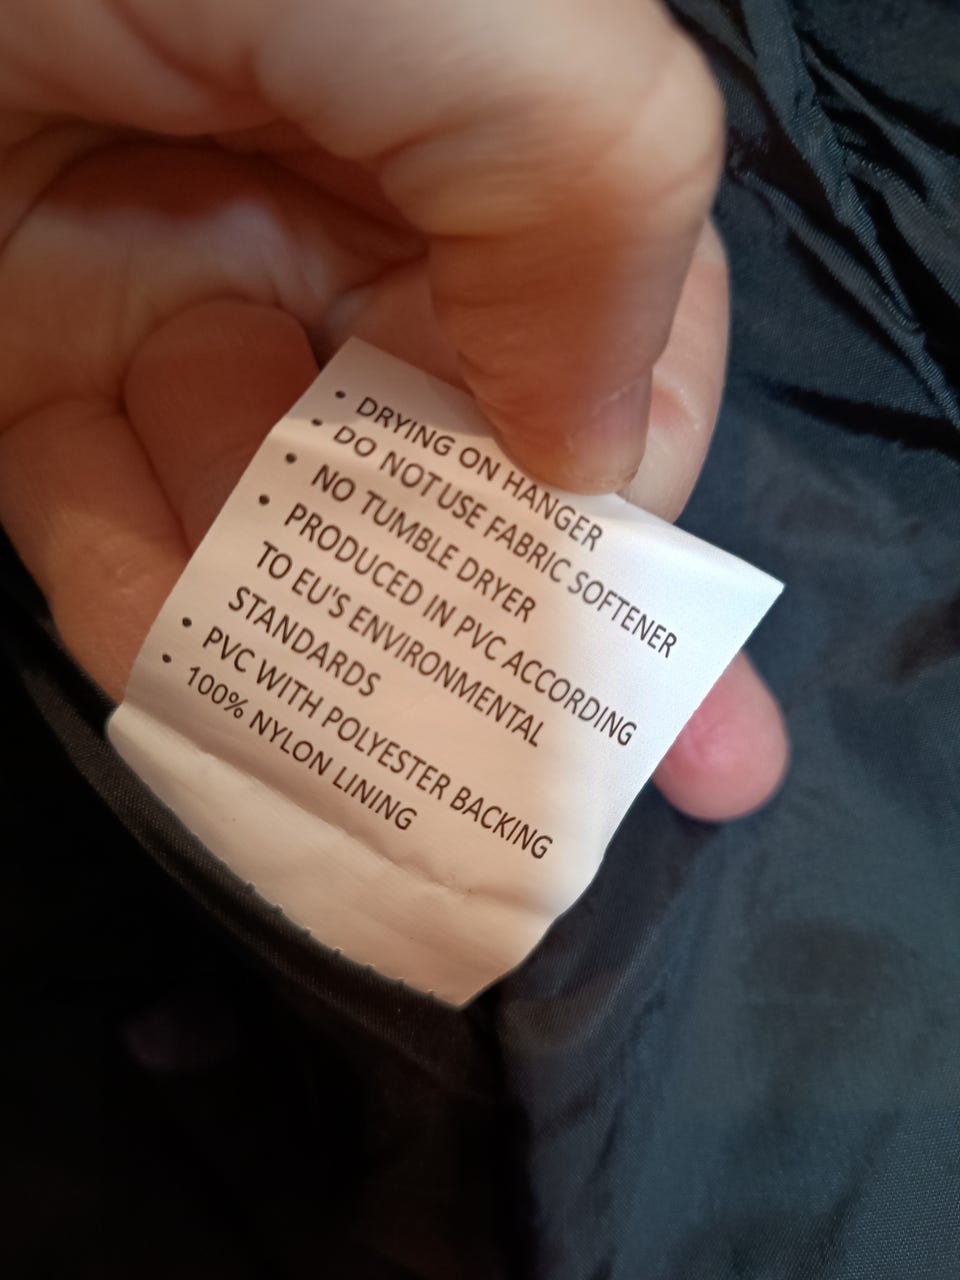 • DRYING ON HANGER
• DO NOT USE FABRIC SOFTENER
• NO TUMBLE DRYER
• PRODUCED IN PVC ACCORDING
TO EU'S ENVIRONMENTAL
STANDARDS
• PVC WITH POLYESTER BACKING
• 100% NYLON LINING